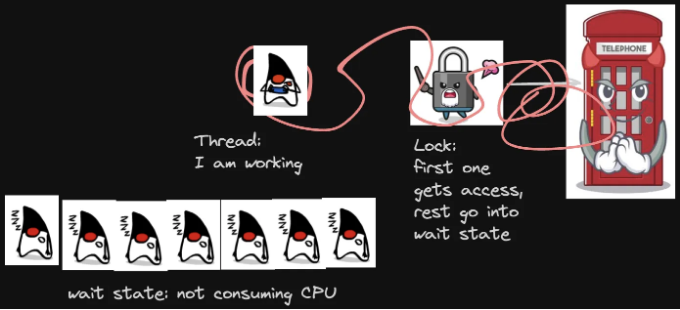 TELEPHONE
Thread:
I am working
Lock:
first one
gets access,
rest go into
wait state
z z z
z z z
z z z
z z z
z z z
z z z
z z z
wait state: not consuming CPU